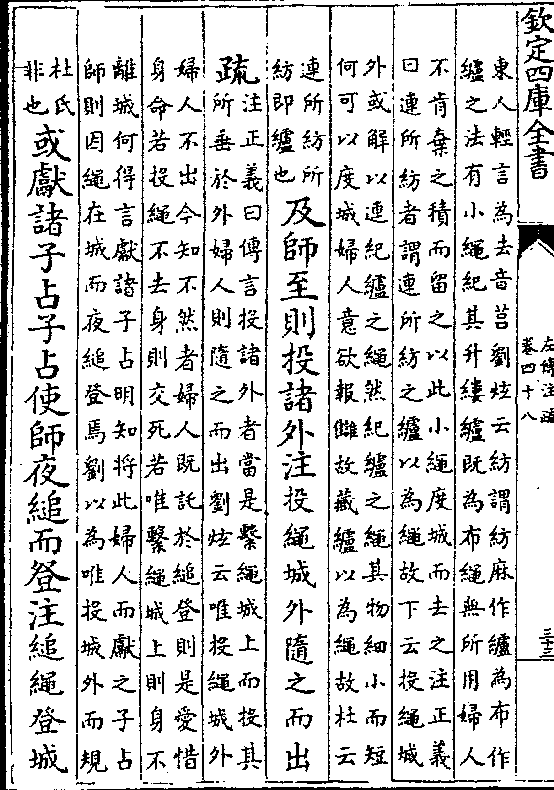 欽定四庫全書
左傳注疏
卷四十八
三十三
東人輕言為去音莒劉炫云紡謂紡麻作纑為布作
纑之法有小繩紀其升縷纑既為布繩無所用婦人
不肯棄之積而留之以此小繩度城而去之注正義
曰連所紡者謂連所紡之纑以為繩故下云投繩城
外或解以連紀纑之繩然紀纑之繩其物細小而短
何可以度城婦人意欲報讎故藏纑以為繩故杜云
連所紡所
紡即纑也
及師至則投諸外注投繩城外隨之而出
疏
注正義曰傳言投諸外者當是繫繩城上而投其
所垂於外婦人則隨之而出劉炫云唯投繩城外
婦人不出今知不然者婦人既託於縋登則是愛惜
身命若投繩不去身則交死若唯繫繩城上則身不
離城何得言獻諸子占明知將此婦人而獻之子占
師則因繩在城而夜縋登焉劉以為唯投城外而規
杜氏
非也
或獻諸子占子占使師夜縋而登注縋繩登城